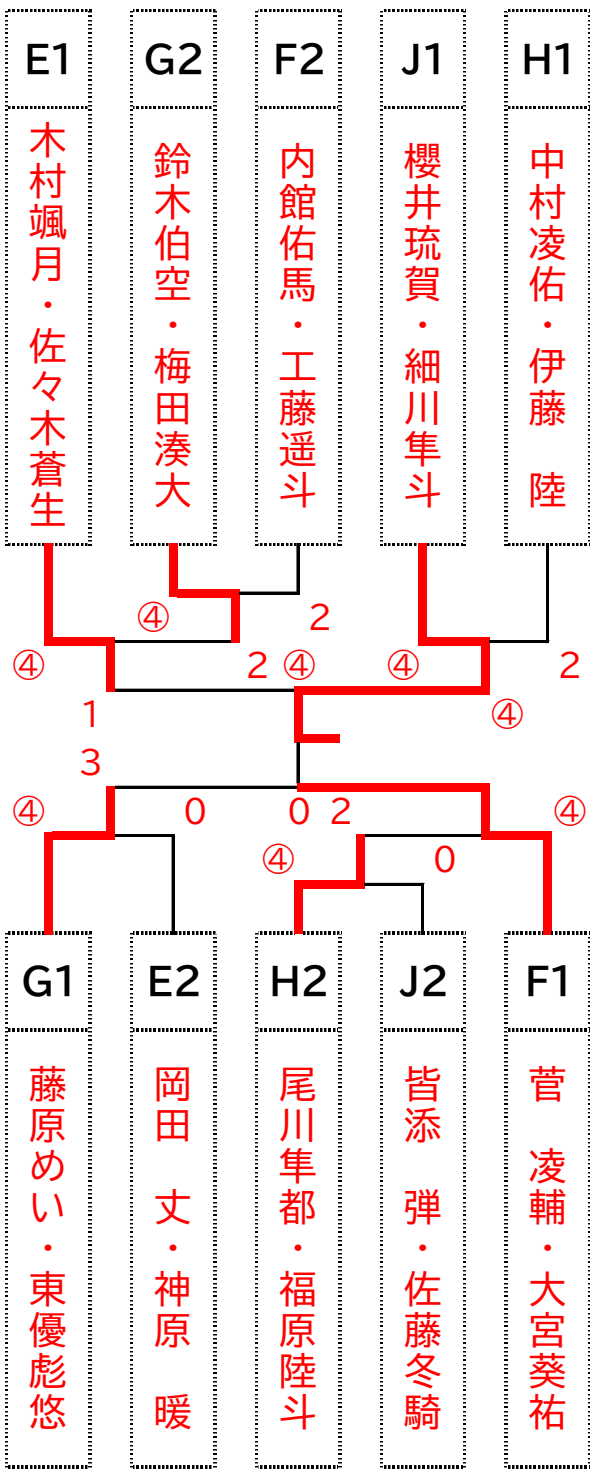 E1
G2
F2
J1
H1
木村颯月・佐々木蒼生
鈴木伯空・梅田湊大
内館佑馬・工藤遥斗
櫻井琉賀・細川隼斗
中村凌佑・伊藤　陸
④
2
④
2
④
④
2
1
④
3
④
0
0
2
④
④
0
G1
E2
H2
J2
F1
藤原めい・東優彪悠
岡田　丈・神原　暖
尾川隼都・福原陸斗
皆添　弾・佐藤冬騎
菅　凌輔・大宮葵祐